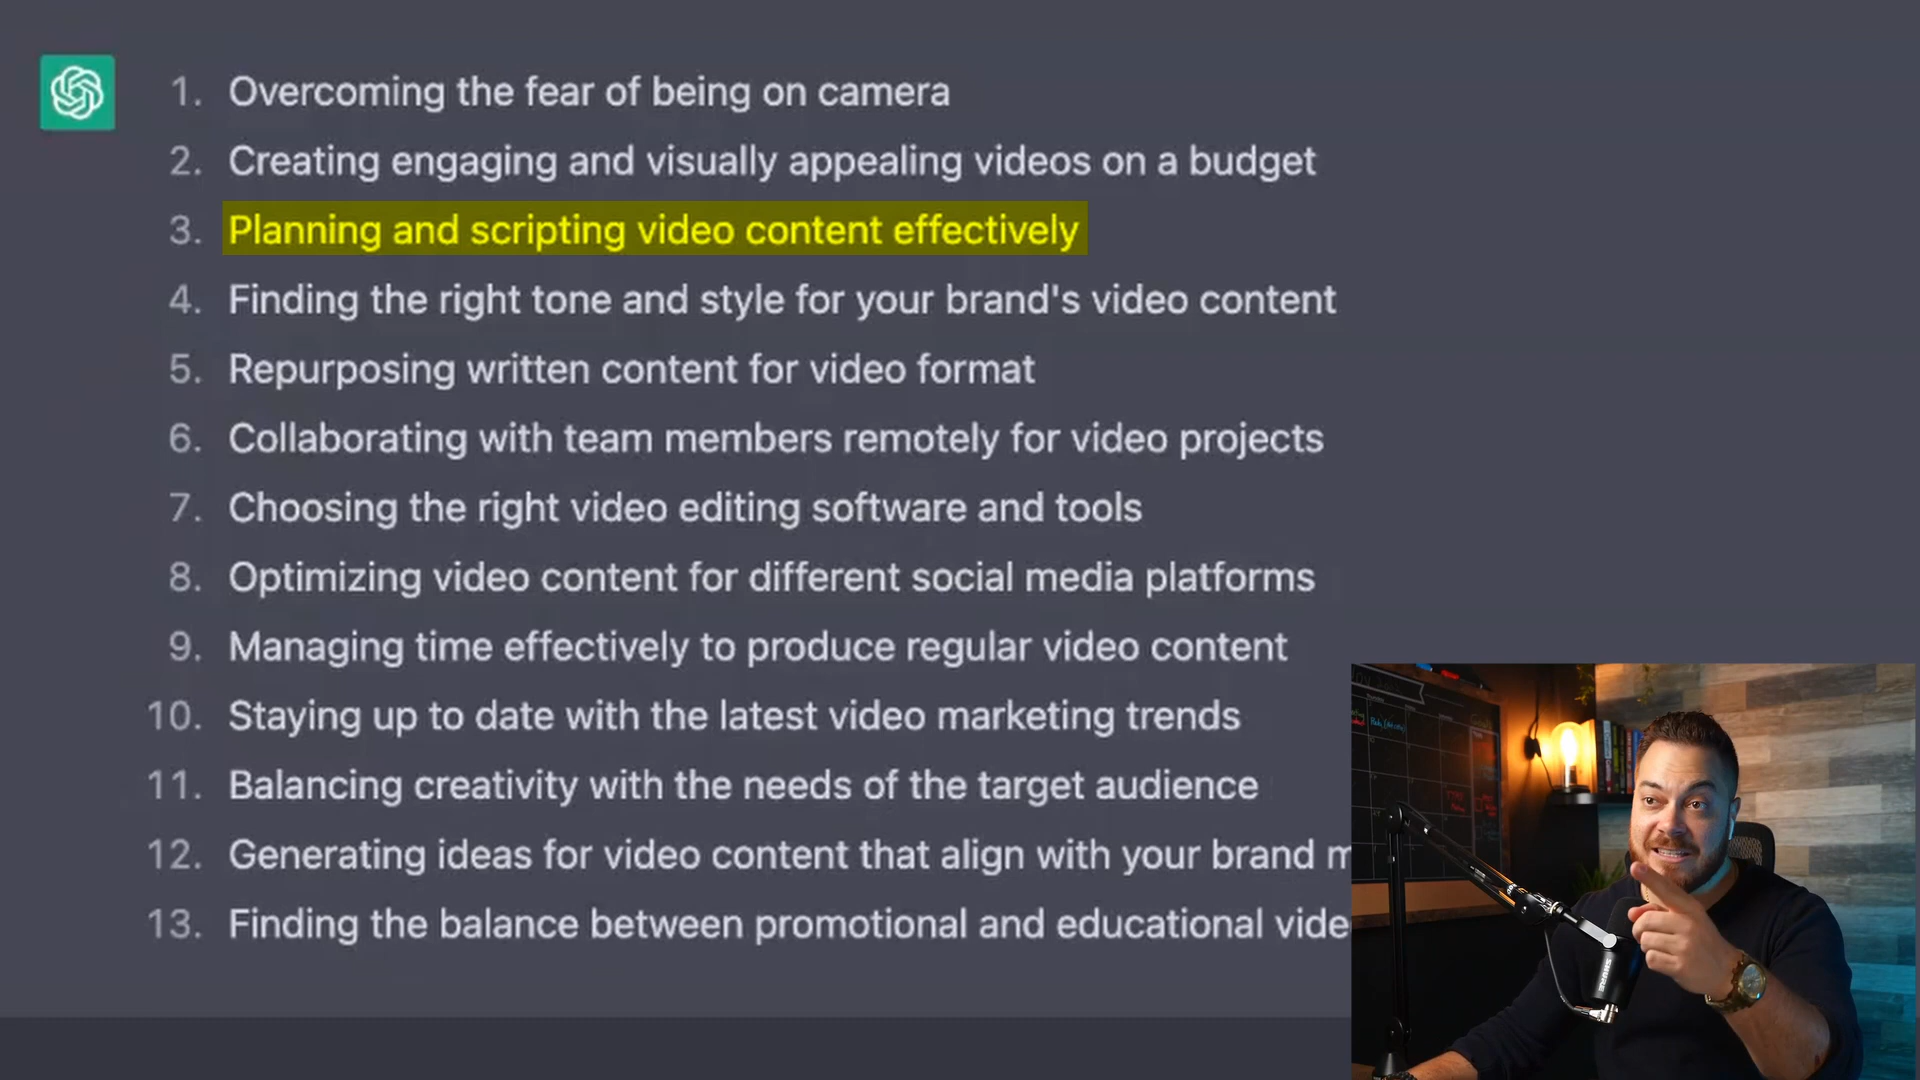 1. Overcoming the fear of being on camera
2. Creating engaging and visually appealing videos on a budget
3. Planning and scripting video content effectively
4. Finding the right tone and style for your brand's video content
5. Repurposing written content for video format
6. Collaborating with team members remotely for video projects
7. Choosing the right video editing software and tools
8. Optimizing video content for different social media platforms
9. Managing time effectively to produce regular video content
10. Staying up to date with the latest video marketing trends
11. Balancing creativity with the needs of the target audience
12. Generating ideas for video content that align with your brand m
13. Finding the balance between promotional and educational vide
SHURE